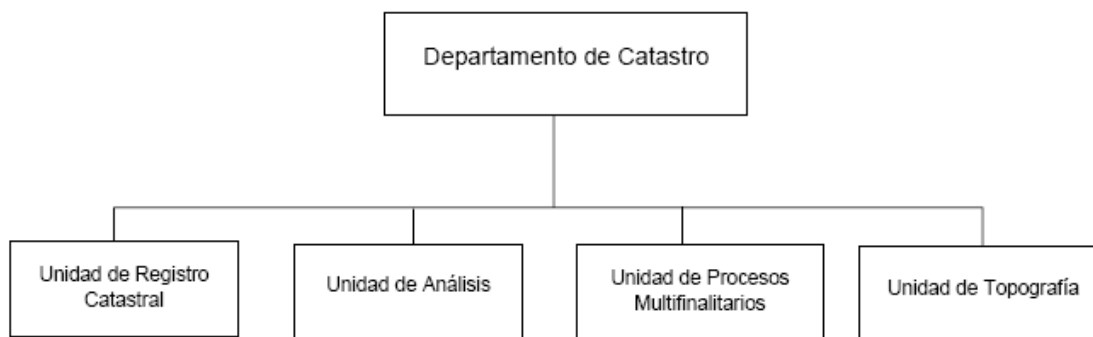 Departamento de Catastro
Unidad de Registro
Catastral
Unidad de Análisis
Unidad de Procesos
Multifinalitarios
Unidad de Topografía